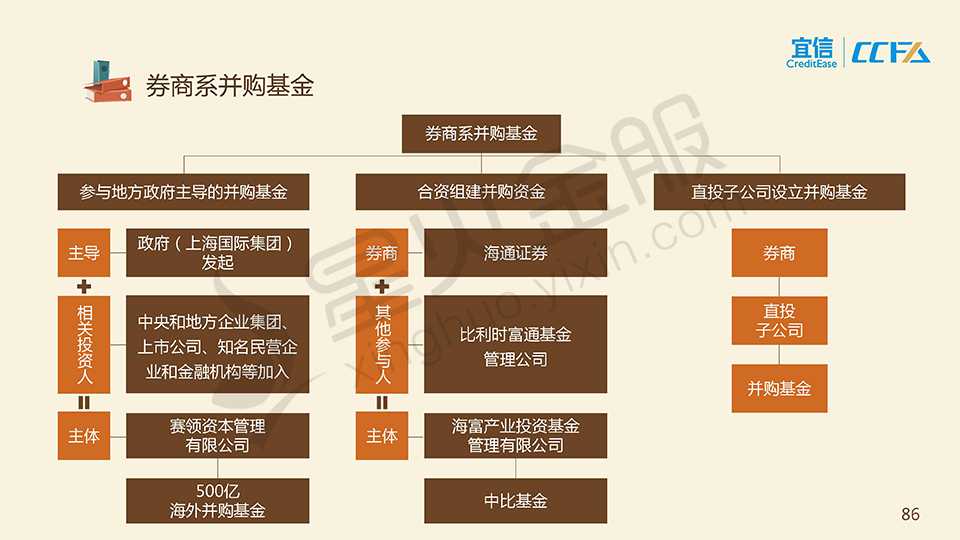 宜信
CreditEase
CCFA
券商系并购基金
券商系并购基金
参与地方政府主导的并购基金
合资组建并购资金
直投子公司设立并购基金
主导
政府（上海国际集团）
发起
+
相关投资人
中央和地方企业集团、
上市公司、知名民营企
业和金融机构等加入
=
主体
赛领资本管理
有限公司
500亿
海外并购基金
券商
海通证券
+
其他参与人
比利时富通基金
管理公司
=
主体
海富产业投资基金
管理有限公司
中比基金
券商
直投
子公司
并购基金
星火金服
xinghuo.yixin.com
86